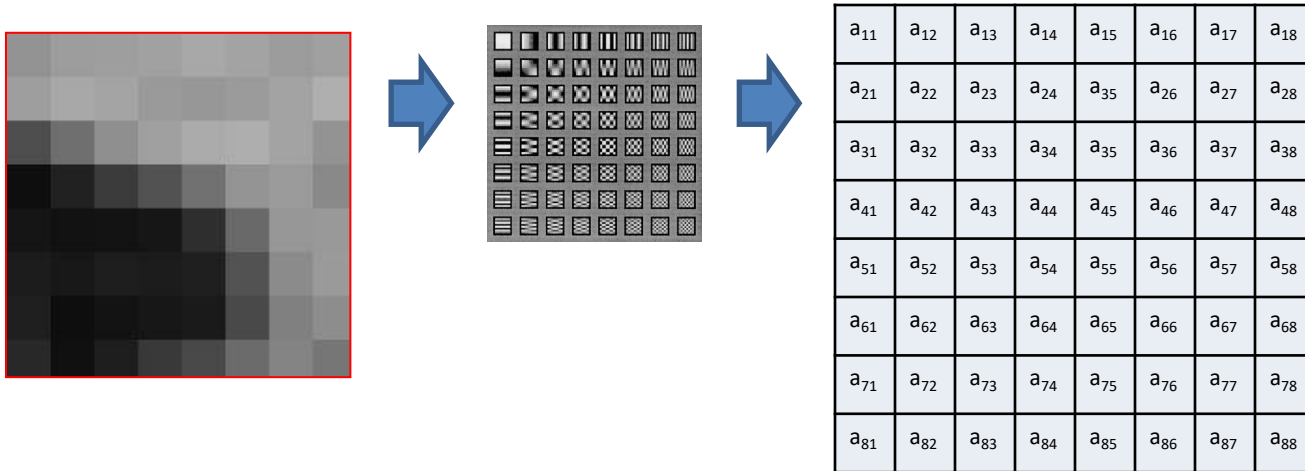 a11 a12 a13 a14 a15 a16 a17 a18
a21 a22 a23 a24 a35 a26 a27 a28
a31 a32 a33 a34 a35 a36 a37 a38
a41 a42 a43 a44 a45 a46 a47 a48
a51 a52 a53 a54 a55 a56 a57 a58
a61 a62 a63 a64 a65 a66 a67 a68
a71 a72 a73 a74 a75 a76 a77 a78
a81 a82 a83 a84 a85 a86 a87 a88